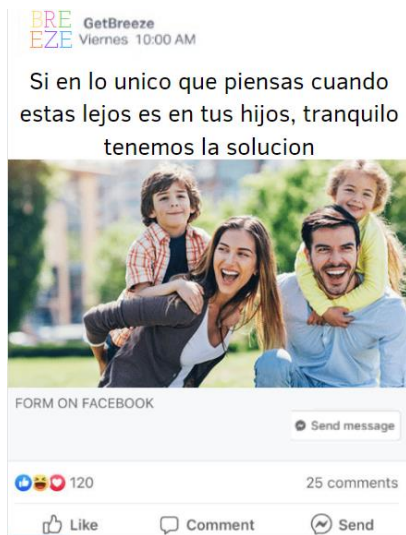 BRE
EZE
GetBreeze
Viernes 10:00 AM
Si en lo unico que piensas cuando
estas lejos es en tus hijos, tranquilo
tenemos la solucion
FORM ON FACEBOOK
Send message
120
25 comments
Like
Comment
Send